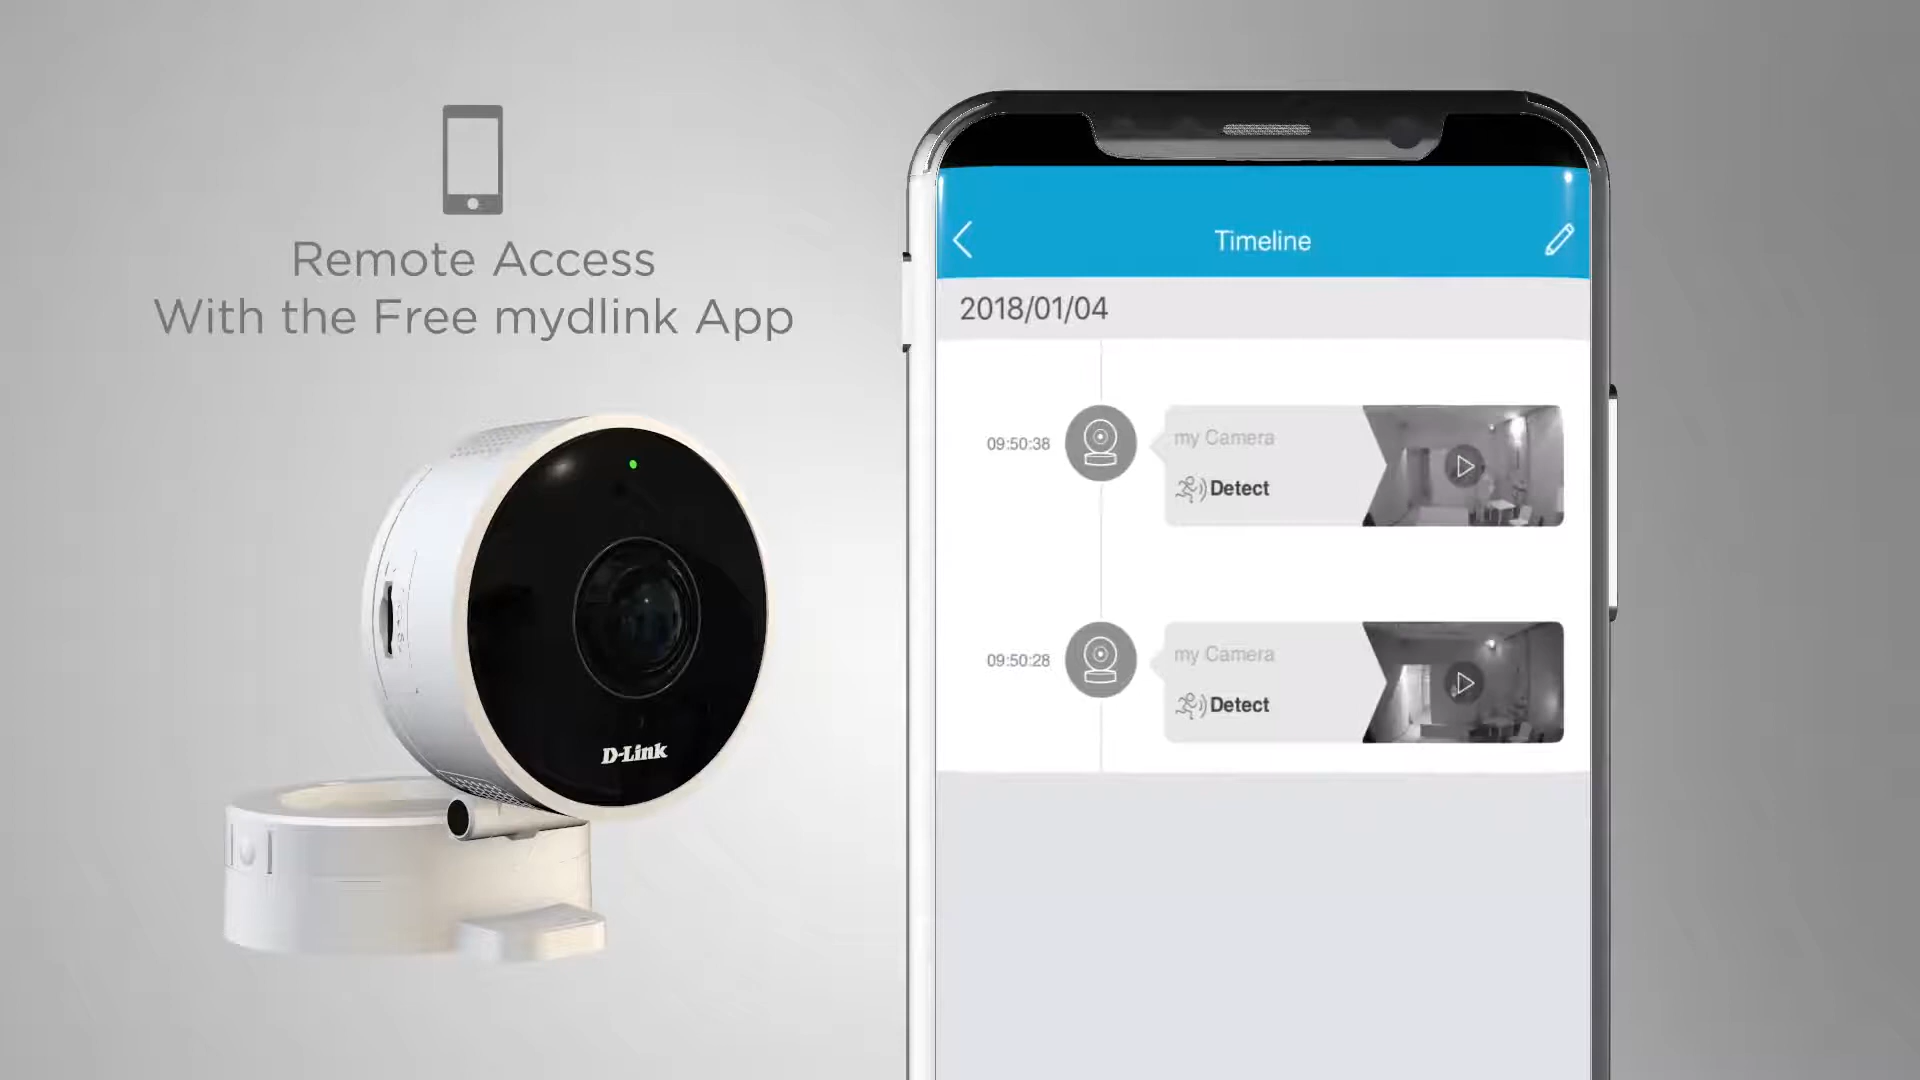 Remote Access
With the Free mydlink App
D-Link
Timeline
2018/01/04
09:50:38
my Camera
Detect
09:50:28
my Camera
Detect